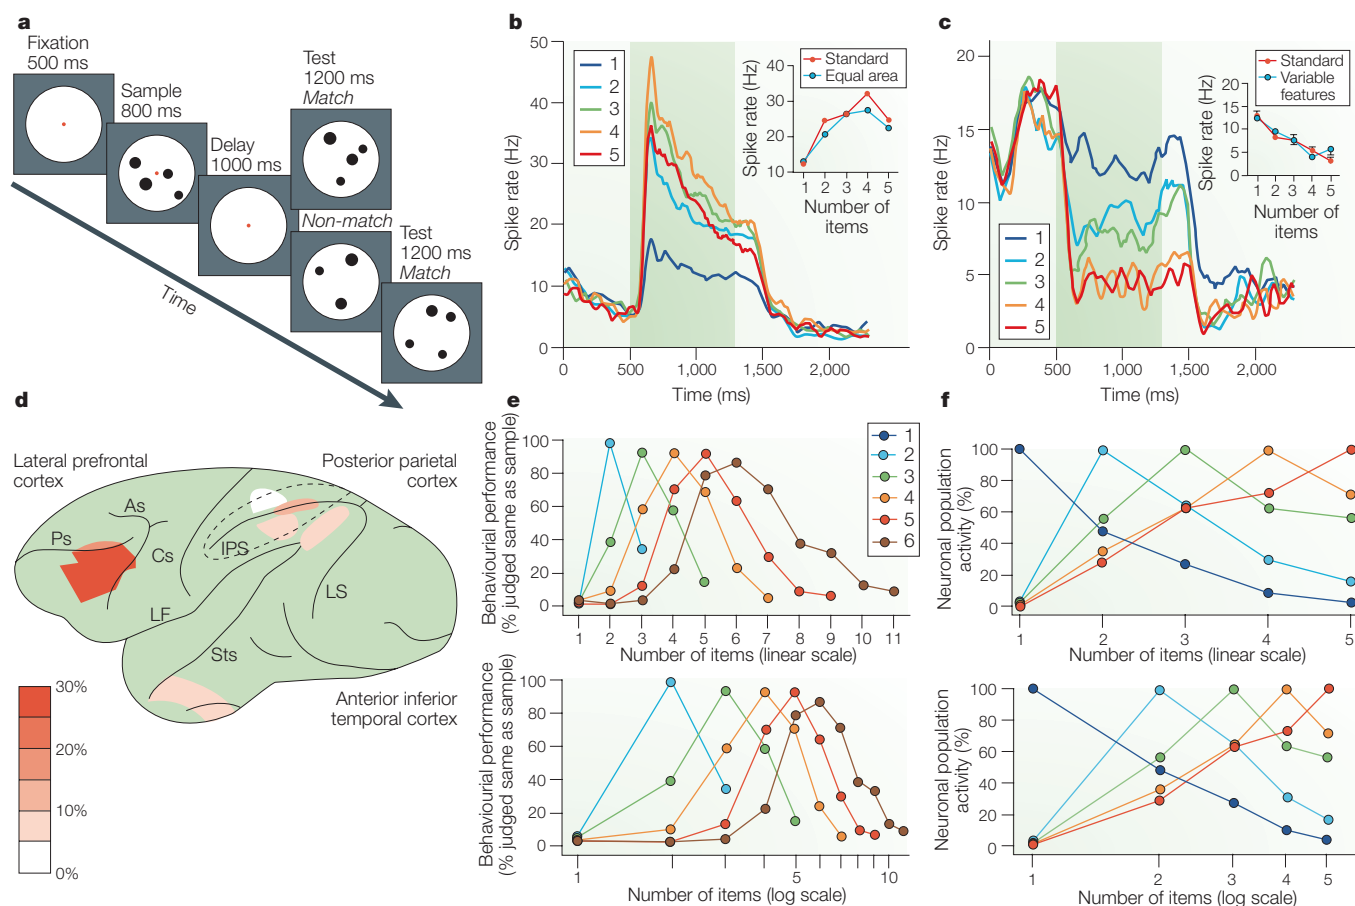 a
Fixation
500 ms
Sample
800 ms
Delay
1000 ms
Test
1200 ms
Match
Non-match
Test
1200 ms
Match
Time
b
50
40
30
20
10
0
Spike rate (Hz)
1
2
3
4
5
0
500
1,000
1,500
2,000
Time (ms)
Standard
Equal area
40
30
20
10
Spike rate (Hz)
1 2 3 4 5
Number of
items
c
20
15
10
5
0
Spike rate (Hz)
1
2
3
4
5
0
500
1,000
1,500
2,000
Time (ms)
Standard
Variable
features
20
15
10
5
0
Spike rate (Hz)
1 2 3 4 5
Number of
items
d
Lateral prefrontal
cortex
Posterior parietal
cortex
As
Ps
Cs
IPS
LF
LS
Sts
Anterior inferior
temporal cortex
30%
20%
10%
0%
e
Behaviourial performance
(% judged same as sample)
100
80
60
40
20
0
1
2
3
4
5
6
1 2 3 4 5 6 7 8 9 10 11
Number of items (linear scale)
Behaviourial performance
(% judged same as sample)
100
80
60
40
20
0
1 2 5 10
Number of items (log scale)
f
Neuronal population
activity (%)
100
80
60
40
20
0
1 2 3 4 5
Number of items (linear scale)
Neuronal population
activity (%)
100
80
60
40
20
0
1 2 3 4 5
Number of items (log scale)